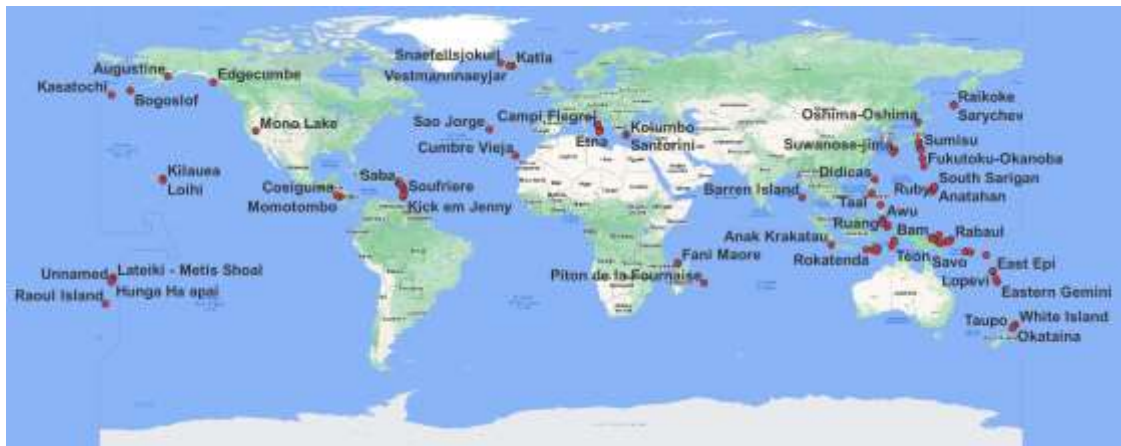 Snaefellsjokull
Katla
Vestmannnaeyjar
Augustine
Edgecumbe
Kasatochi
Bogoslof
Raikoke
Sarychev
Oshima-Oshima
Mono Lake
Sao Jorge
Campi Flegrei
Kolumbo
Santorini
Etna
Cumbre Vieja
Suwanose-jima
Sumisu
Fukutoku-Okanoba
Kilauea
Loihi
Saba
Soufriere
Cosiguina
Momotombo
Kick em Jenny
Didicas
South Sarigan
Ruby
Anatahan
Barren Island
Taal
Awu
Ruang
Bam
Rabaul
Anak Krakatau
Fani Maore
Rokatenda
Teon
Savo
East Epi
Unnamed
Lateiki - Metis Shoal
Piton de la Fournaise
Lopevi
Hunga Ha apai
Eastern Gemini
Raoul Island
Taupo
White Island
Okataina